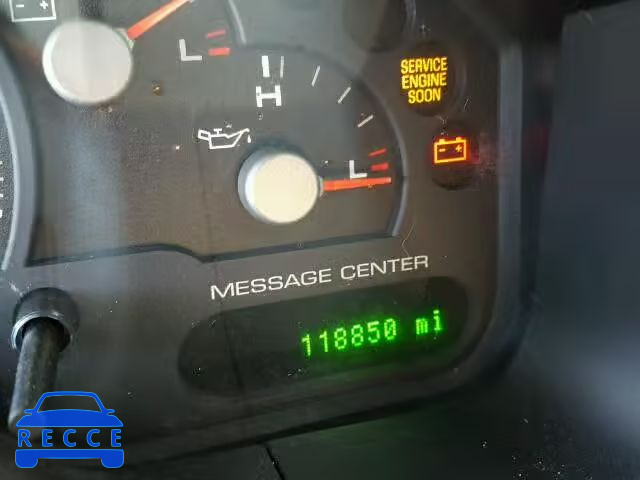 L
H
L
SERVICE
ENGINE
SOON
MESSAGE CENTER
118850 mi
RECCE